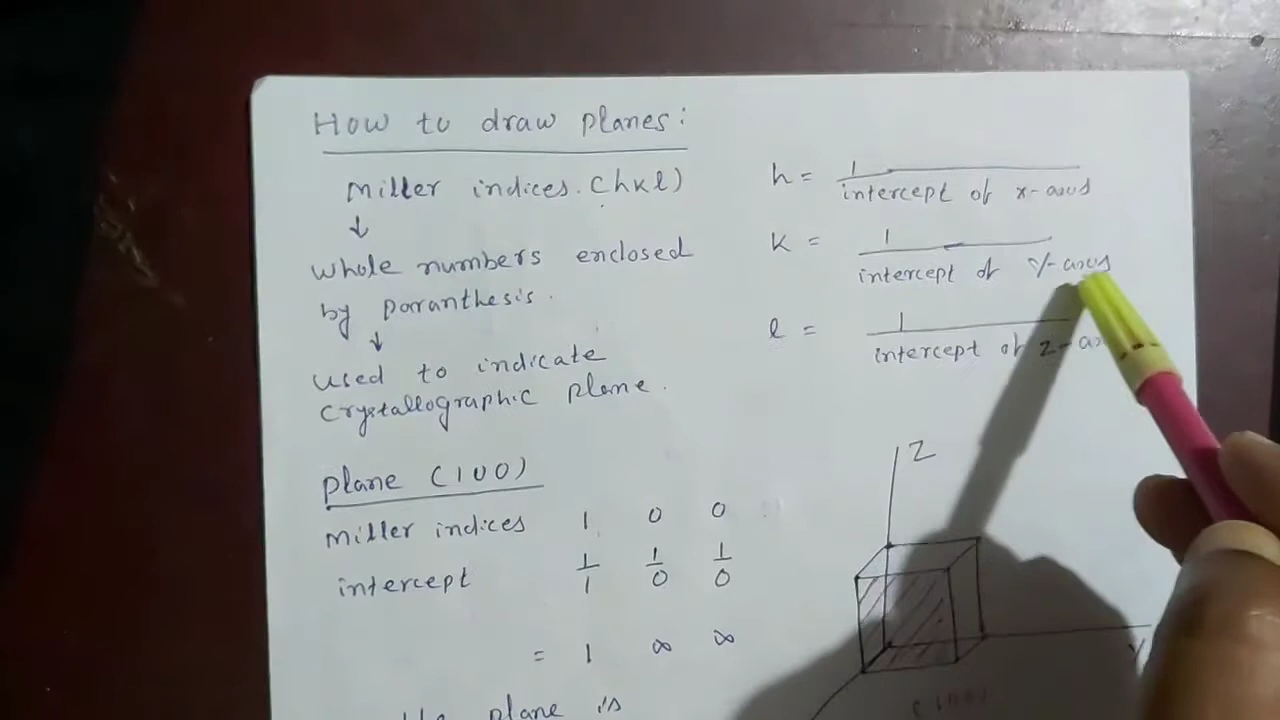 How to draw planes:
Miller indices. (hkl)
↓
whole numbers enclosed
by paranthesis.
↓
used to indicate
crystallographic plane.
h = 1 / intercept of x-axis
k = 1 / intercept of y-axis
l = 1 / intercept of z-
plane (100)
Miller indices 1 0 0
intercept 1/1 1/0 1/0
= 1 ∞ ∞
plane is
Z
Y
(100)